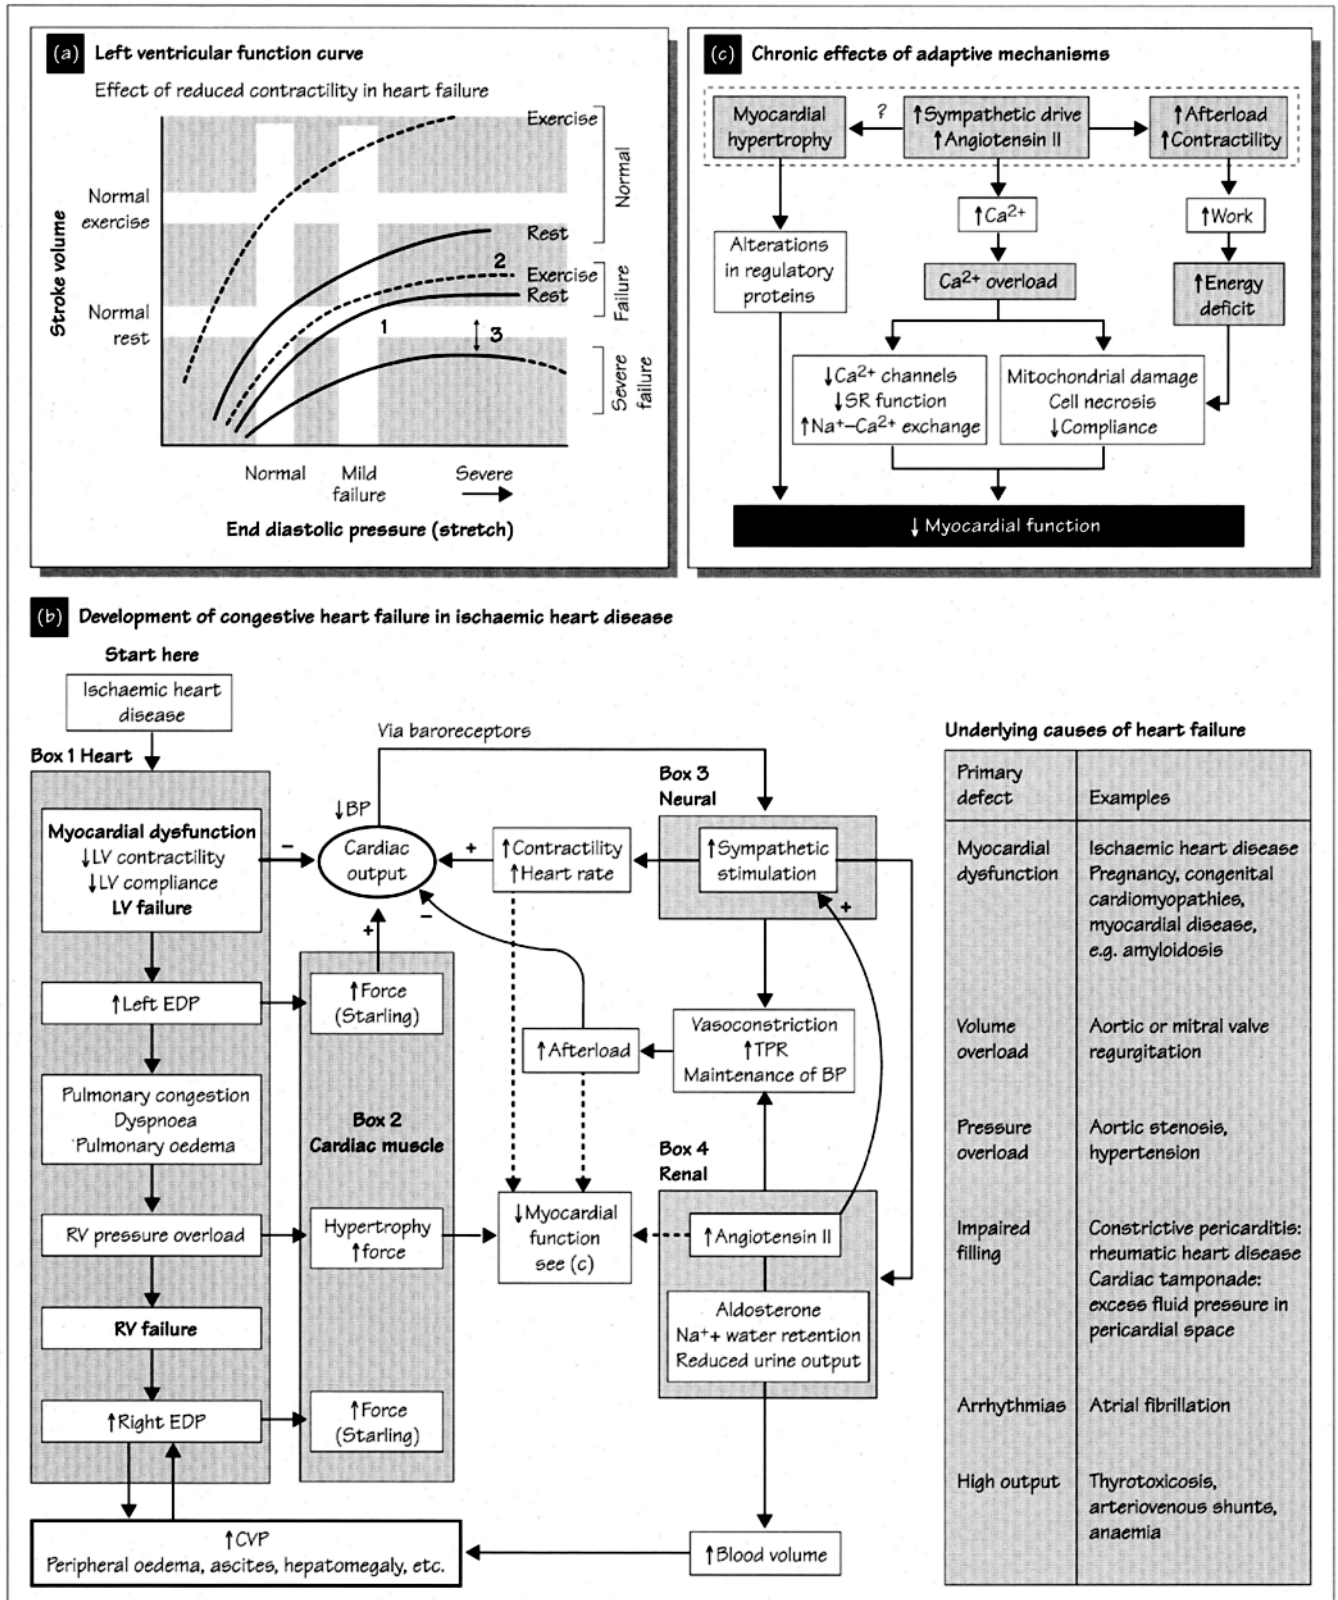 (a) Left ventricular function curve
Effect of reduced contractility in heart failure
Stroke volume
Normal
exercise
Normal
rest
Exercise
Rest
Normal
2
Exercise
Rest
Failure
1
3
Severe
failure
Normal
Mild
failure
Severe
End diastolic pressure (stretch)
(c) Chronic effects of adaptive mechanisms
Myocardial
hypertrophy
?
↑Sympathetic drive
↑Angiotensin II
↑Afterload
↑Contractility
↑Ca²⁺
↑Work
Alterations
in regulatory
proteins
Ca²⁺ overload
↑Energy
deficit
↓Ca²⁺ channels
↓SR function
↑Na⁺–Ca²⁺ exchange
Mitochondrial damage
Cell necrosis
↓Compliance
↓ Myocardial function
(b) Development of congestive heart failure in ischaemic heart disease
Start here
Ischaemic heart
disease
Box 1 Heart
Myocardial dysfunction
↓LV contractility
↓LV compliance
LV failure
↑Left EDP
Pulmonary congestion
Dyspnoea
Pulmonary oedema
RV pressure overload
RV failure
↑Right EDP
↑CVP
Peripheral oedema, ascites, hepatomegaly, etc.
Via baroreceptors
↓BP
–
Cardiac
output
+
–
+
↑Force
(Starling)
Box 2
Cardiac muscle
Hypertrophy
↑force
↑Force
(Starling)
↑Contractility
↑Heart rate
↑Afterload
↓Myocardial
function
see (c)
Box 3
Neural
↑Sympathetic
stimulation
+
Vasoconstriction
↑TPR
Maintenance of BP
Box 4
Renal
↑Angiotensin II
Aldosterone
Na⁺+ water retention
Reduced urine output
↑Blood volume
Underlying causes of heart failure
Primary
defect
Examples
Myocardial
dysfunction
Ischaemic heart disease
Pregnancy, congenital
cardiomyopathies,
myocardial disease,
e.g. amyloidosis
Volume
overload
Aortic or mitral valve
regurgitation
Pressure
overload
Aortic stenosis,
hypertension
Impaired
filling
Constrictive pericarditis:
rheumatic heart disease
Cardiac tamponade:
excess fluid pressure in
pericardial space
Arrhythmias
Atrial fibrillation
High output
Thyrotoxicosis,
arteriovenous shunts,
anaemia